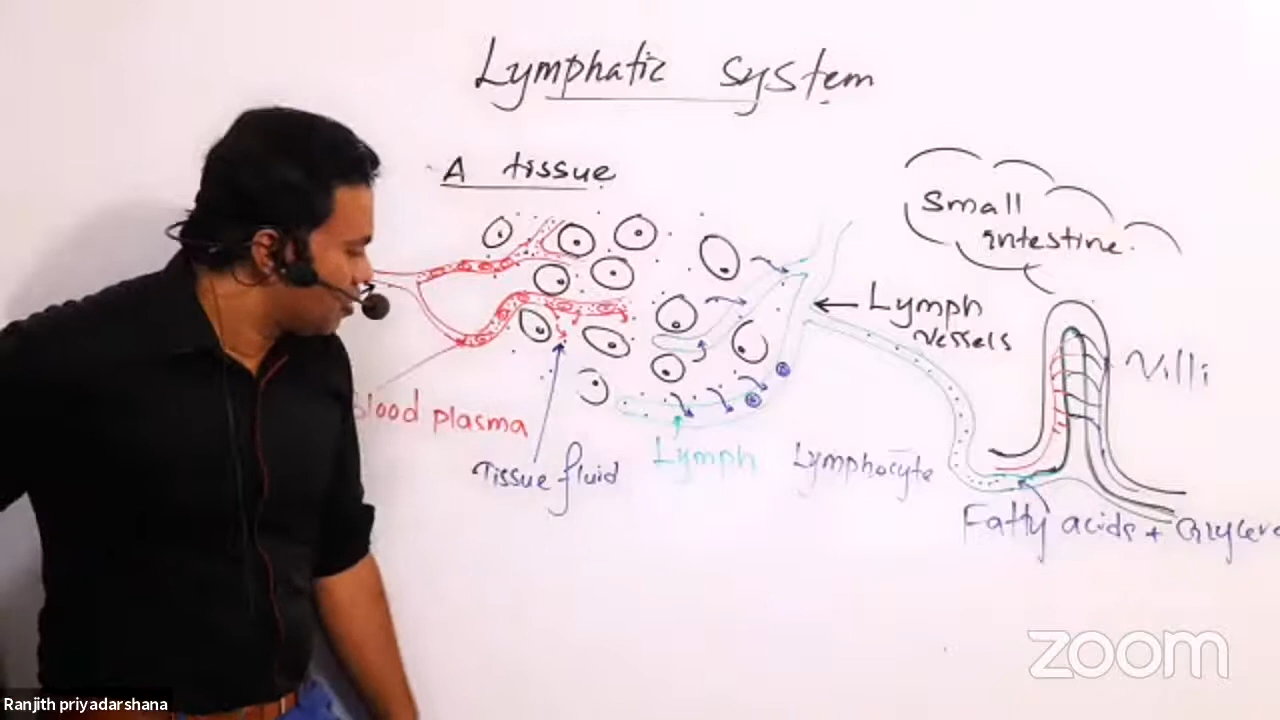 Lymphatic system
A tissue
Small
intestine.
Lymph
vessels
Villi
blood plasma
Tissue fluid
Lymph
Lymphocyte
Fatty acids + Glycero
zoom
Ranjith priyadarshana